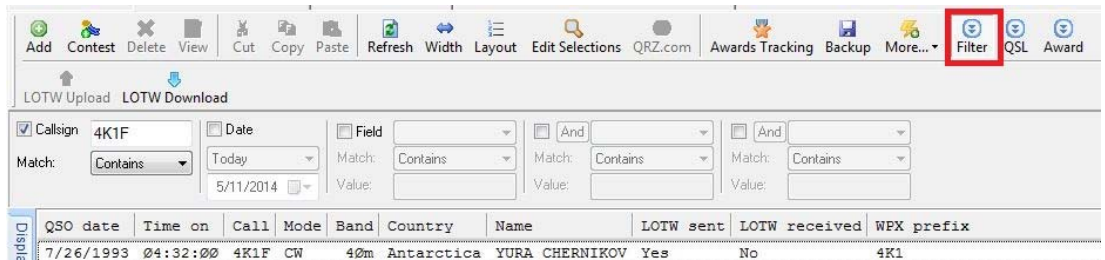 Add Contest Delete View Cut Copy Paste Refresh Width Layout Edit Selections QRZ.com Awards Tracking Backup More... Filter QSL Award
LOTW Upload LOTW Download
Callsign 4K1F Date Field And And
Match: Contains Today Match: Contains Match: Contains Match: Contains
5/11/2014 Value: Value: Value:
QSO date Time on Call Mode Band Country Name LOTW sent LOTW received WPX prefix
7/26/1993 Ø4:32:ØØ 4K1F CW 4Øm Antarctica YURA CHERNIKOV Yes No 4K1